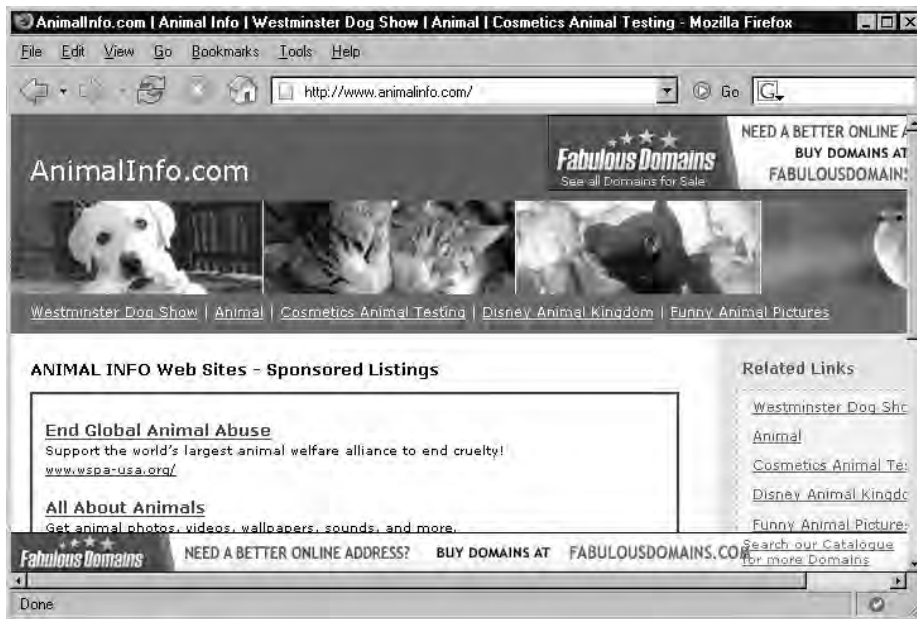 AnimalInfo.com | Animal Info | Westminster Dog Show | Animal | Cosmetics Animal Testing - Mozilla Firefox
File Edit View Go Bookmarks Tools Help
http://www.animalinfo.com/
Go
G
AnimalInfo.com
Fabulous Domains
See all Domains for Sale
NEED A BETTER ONLINE
BUY DOMAINS AT
FABULOUSDOMAINS
Westminster Dog Show | Animal | Cosmetics Animal Testing | Disney Animal Kingdom | Funny Animal Pictures
ANIMAL INFO Web Sites - Sponsored Listings
End Global Animal Abuse
Support the world's largest animal welfare alliance to end cruelty!
www.wspa-usa.org/
All About Animals
Get animal photos, videos, wallpapers, sounds, and more.
Related Links
Westminster Dog Sho
Animal
Cosmetics Animal Te
Disney Animal Kingdo
Funny Animal Picture
Search our Catalogue
for more Domains
Fabulous Domains
NEED A BETTER ONLINE ADDRESS? BUY DOMAINS AT FABULOUSDOMAINS.COM
Done